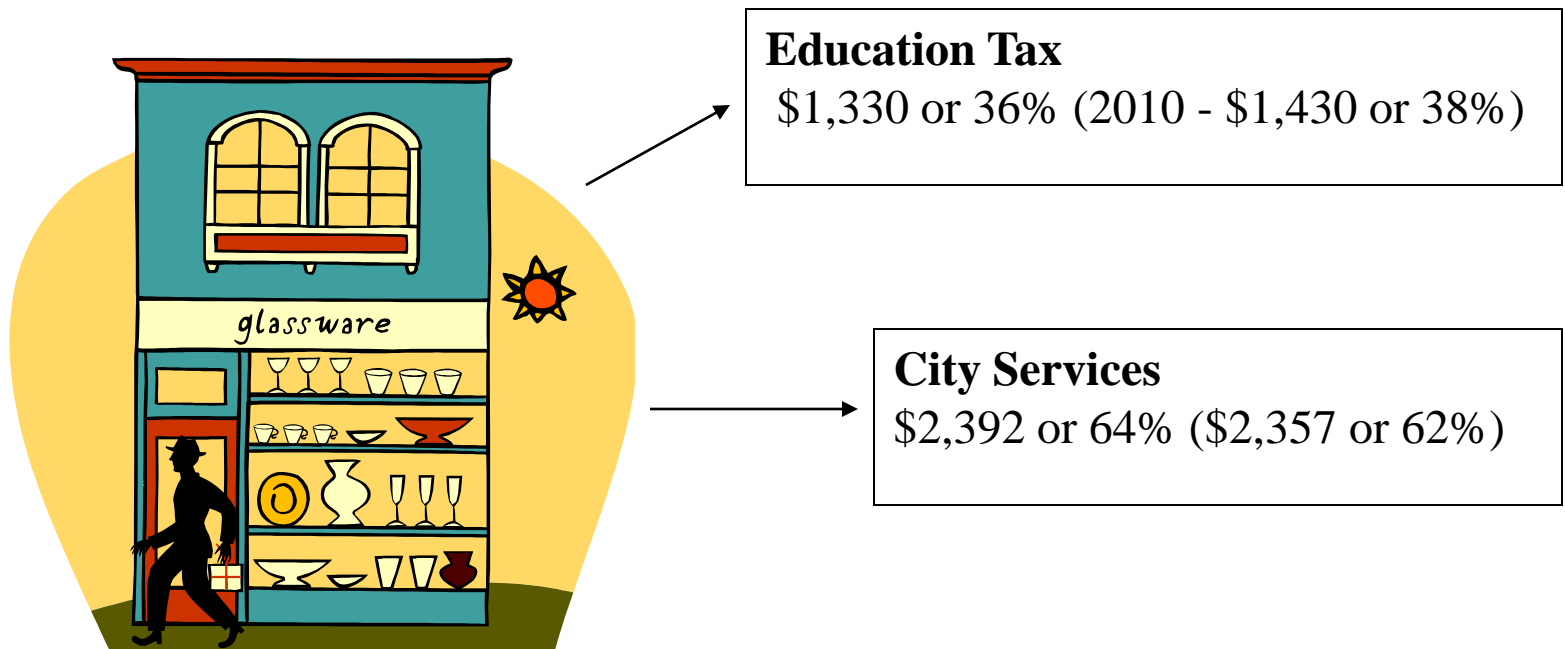 Education Tax
$1,330 or 36% (2010 - $1,430 or 38%)
glassware
City Services
$2,392 or 64% ($2,357 or 62%)